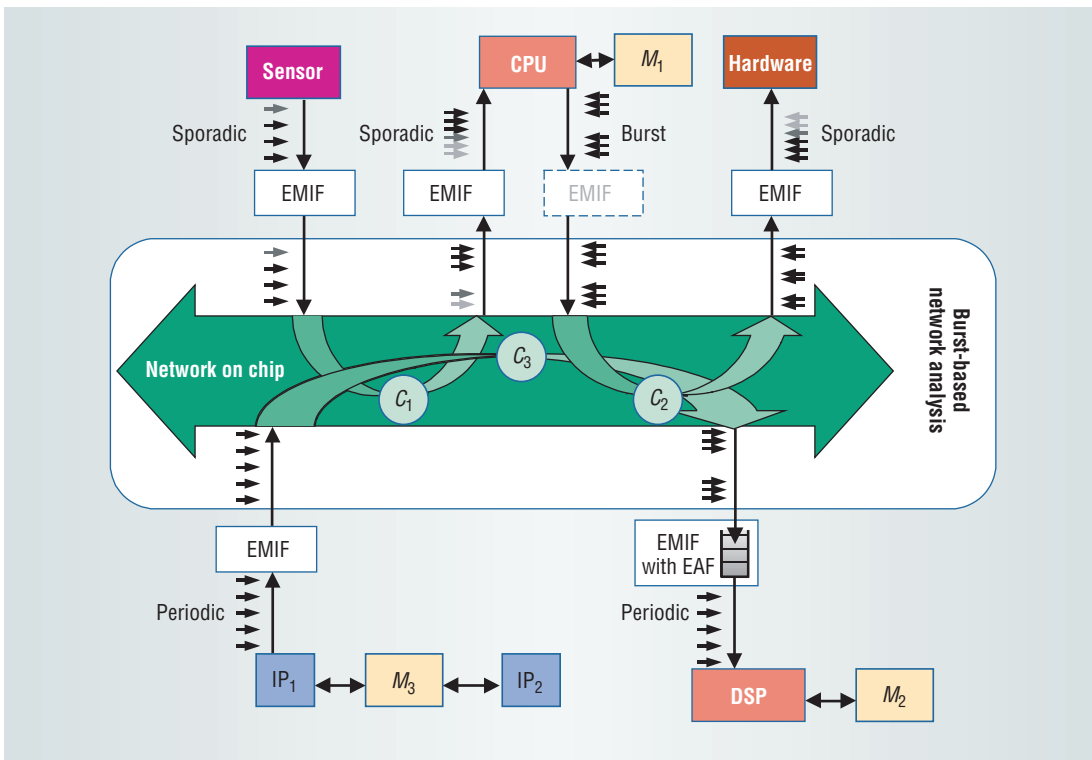 Sensor
CPU
M1
Hardware
Sporadic
Sporadic
Burst
Sporadic
EMIF
EMIF
EMIF
EMIF
Burst-based
network analysis
Network on chip
C1
C3
C2
EMIF
EMIF
with EAF
Periodic
Periodic
IP1
M3
IP2
DSP
M2